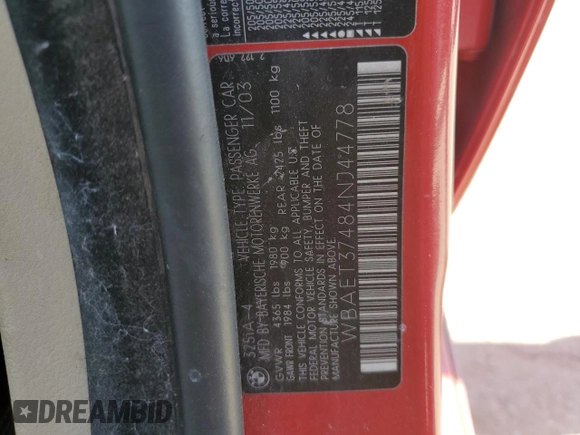 3Z51A-4
VEHICLE TYPE: PASSENGER CAR
MFD BY BAYERISCHE MOTORENWERKE AG 11/03
GVWR 4365 lbs 1980 kg
GAWR FRONT 1984 lbs 900 kg REAR 2425 lbs 1100 kg
THIS VEHICLE CONFORMS TO ALL APPLICABLE U.S.
FEDERAL MOTOR VEHICLE SAFETY, BUMPER, AND THEFT
PREVENTION STANDARDS IN EFFECT ON THE DATE OF
MANUFACTURE SHOWN ABOVE.
WBAET37484NJ44778
DREAMBID